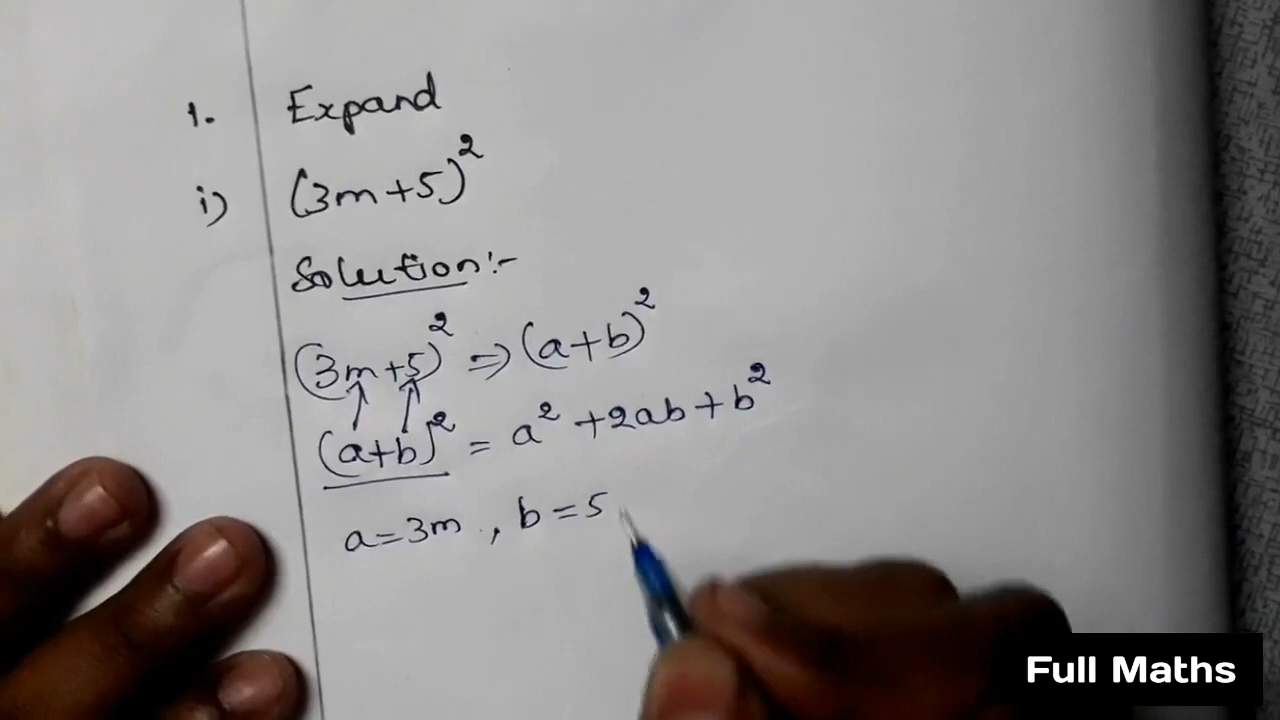 1. Expand
i) (3m+5)²
Solution:-
(3m+5)² ⇒ (a+b)²
(a+b)² = a² +2ab+b²
a=3m , b=5
Full Maths